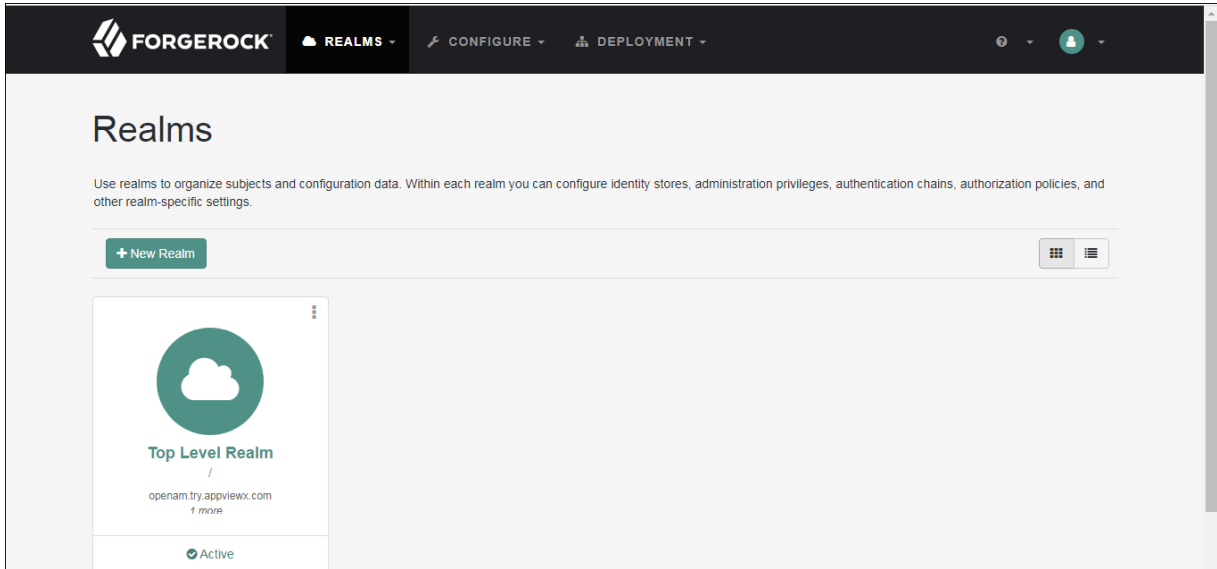 FORGEROCK
REALMS
CONFIGURE
DEPLOYMENT
Realms
Use realms to organize subjects and configuration data. Within each realm you can configure identity stores, administration privileges, authentication chains, authorization policies, and
other realm-specific settings.
+ New Realm
Top Level Realm
/
openam.try.appviewx.com
1 more
Active